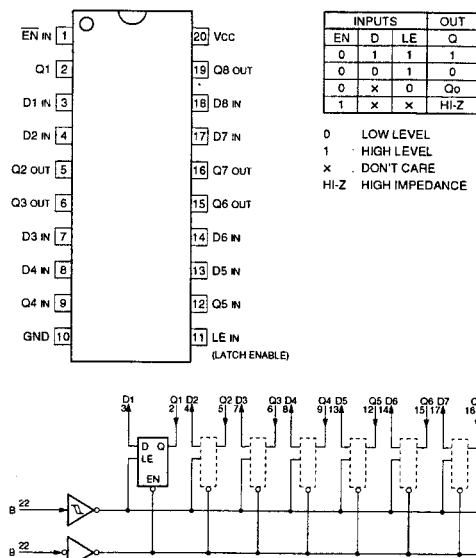 EN IN 1
Q1 2
D1 IN 3
D2 IN 4
Q2 OUT 5
Q3 OUT 6
D3 IN 7
D4 IN 8
Q4 IN 9
GND 10
20 VCC
19 Q8 OUT
18 D8 IN
17 D7 IN
16 Q7 OUT
15 Q6 OUT
14 D6 IN
13 D5 IN
12 Q5 IN
11 LE IN
(LATCH ENABLE)
INPUTS OUT
EN D LE Q
0 1 1 1
0 0 1 0
0 × 0 Qo
1 × × HI-Z
0 LOW LEVEL
1 HIGH LEVEL
× DON'T CARE
HI-Z HIGH IMPEDANCE
D1 Q1 D2 Q2 D3 Q3 D4 Q4 D5 Q5 D6 Q6 D7 Q
3 2 4 5 7 6 8 9 13 12 14 15 17 16
D Q
LE
EN
B 22
B 22